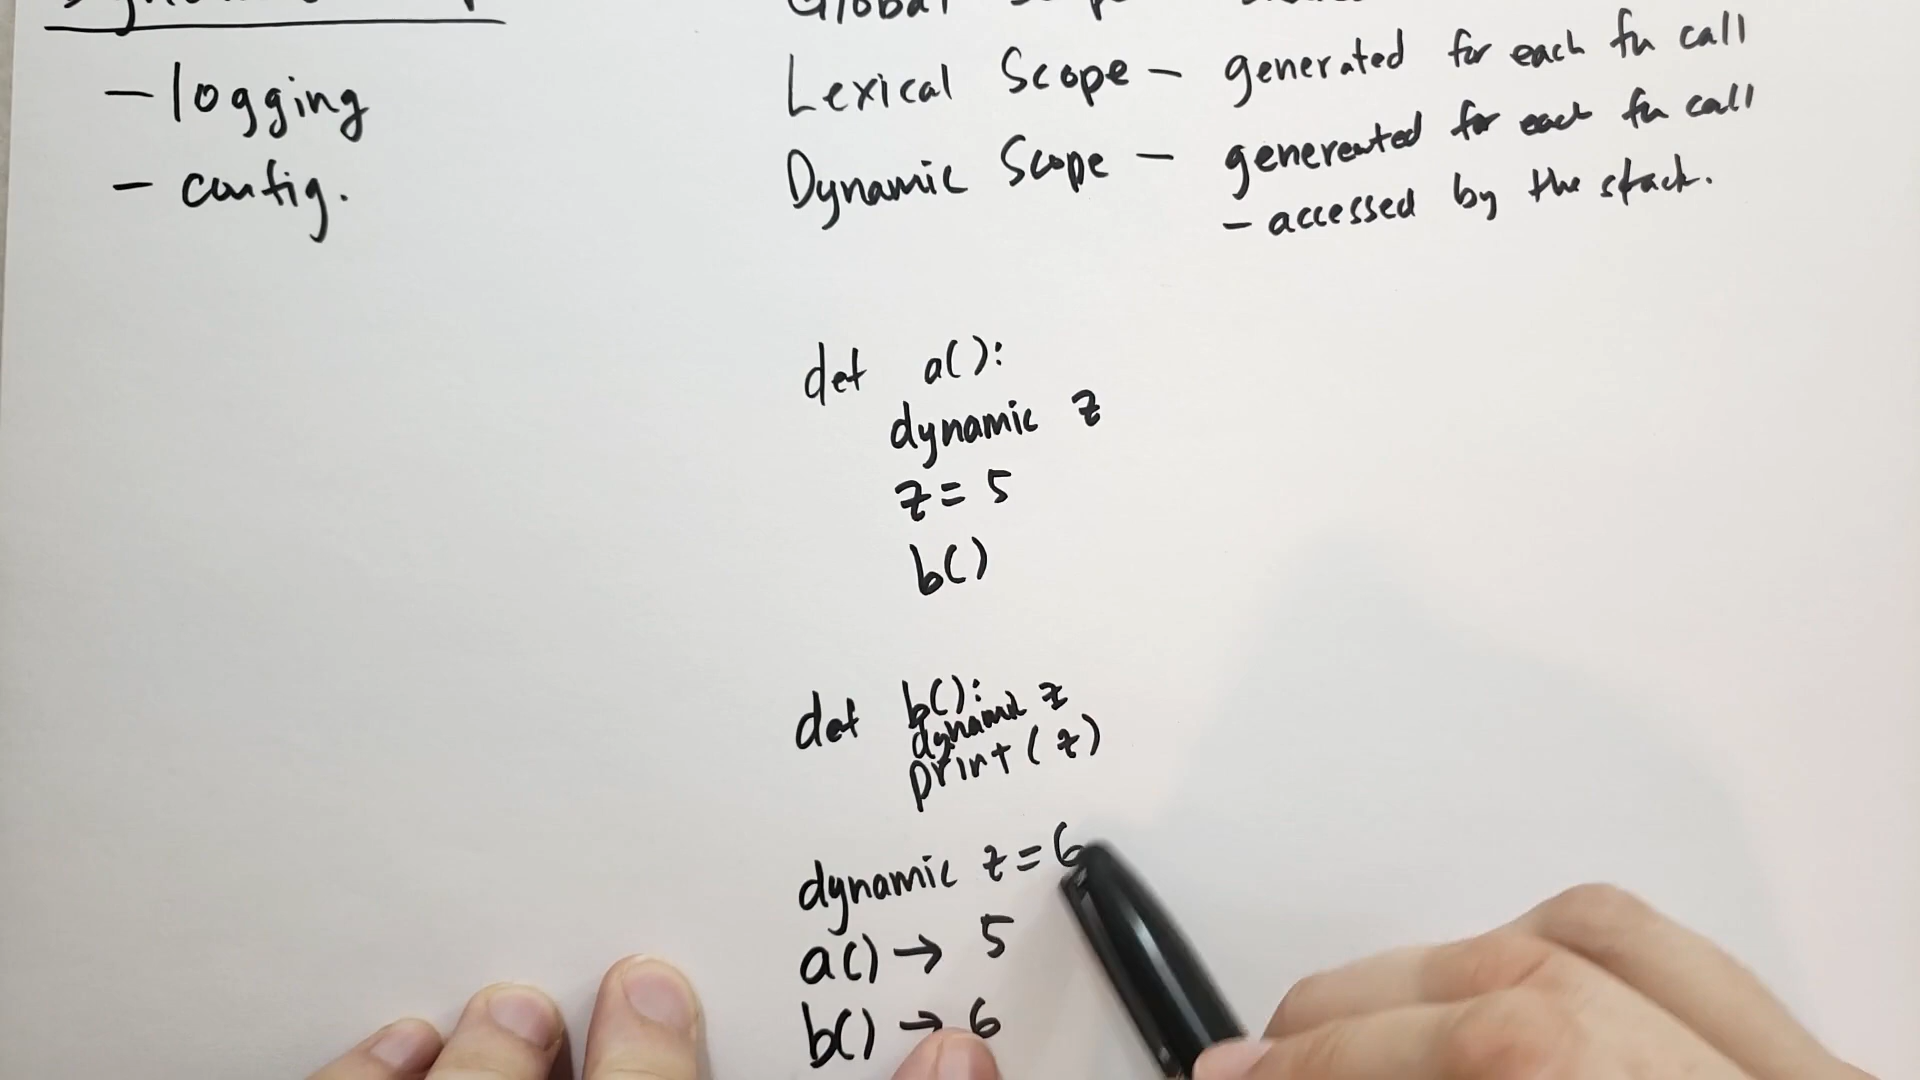 - logging
- config.
Global
Lexical Scope - generated for each fn call
Dynamic Scope - generated for each fn call
- accessed by the stack.
def a():
dynamic z
z = 5
b()
def b():
dynamic z
print(z)
dynamic z = 6
a() → 5
b() → 6